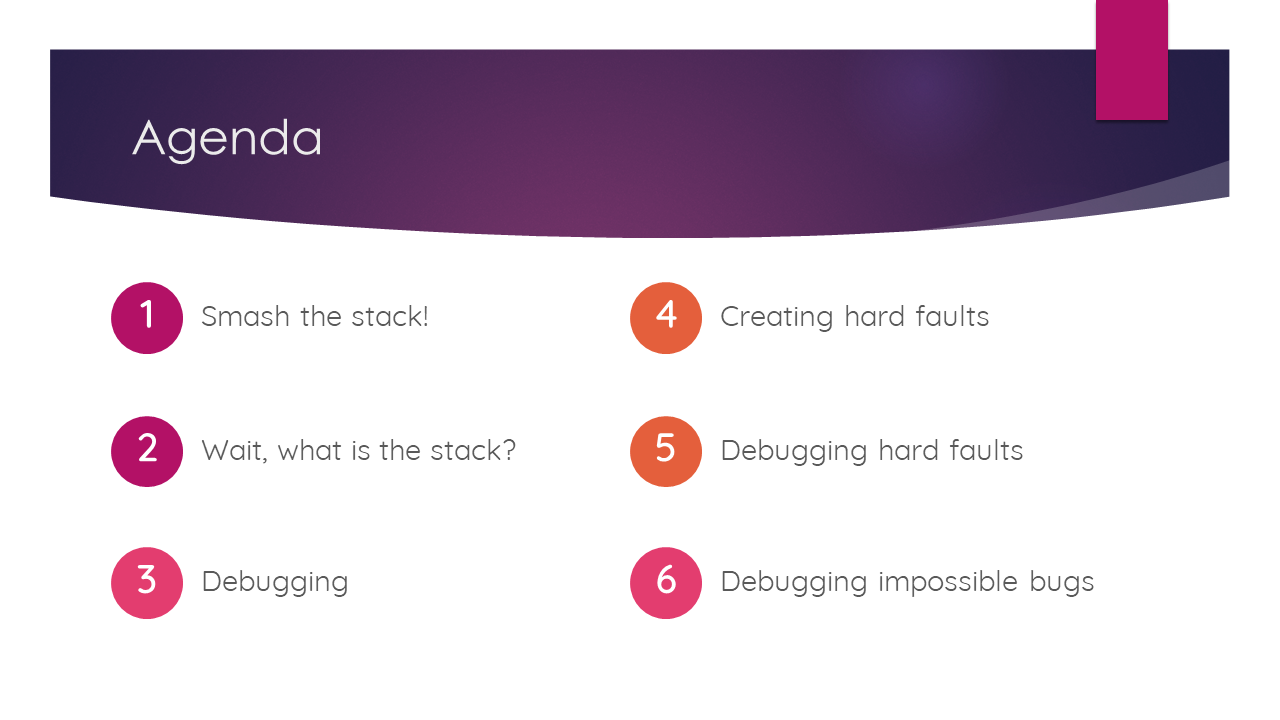 Agenda
1 Smash the stack!
2 Wait, what is the stack?
3 Debugging
4 Creating hard faults
5 Debugging hard faults
6 Debugging impossible bugs